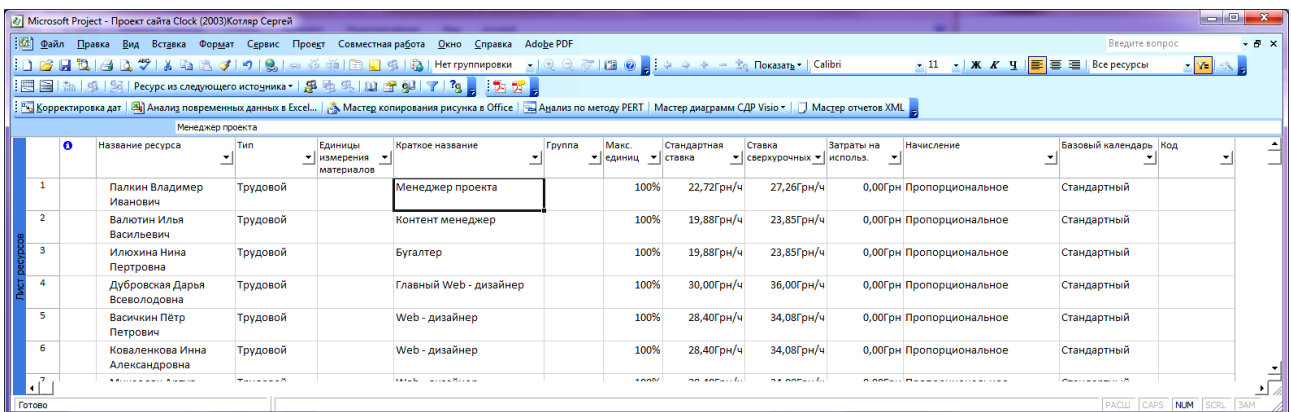 Microsoft Project - Проект сайта Clock (2003)Котляр Сергей
Файл Правка Вид Вставка Формат Сервис Проект Совместная работа Окно Справка Adobe PDF Введите вопрос
Нет группировки Показать Calibri 11 Ж К Ч Все ресурсы
Ресурс из следующего источника
Корректировка дат Анализ повременных данных в Excel... Мастер копирования рисунка в Office Анализ по методу PERT Мастер диаграмм СДР Visio Мастер отчетов XML
Менеджер проекта
Название ресурса Тип Единицы измерения материалов Краткое название Группа Макс. единиц Стандартная ставка Ставка сверхурочных Затраты на использ. Начисление Базовый календарь Код
1 Палкин Владимер Иванович Трудовой Менеджер проекта 100% 22,72Грн/ч 27,26Грн/ч 0,00Грн Пропорциональное Стандартный
2 Валютин Илья Васильевич Трудовой Контент менеджер 100% 19,88Грн/ч 23,85Грн/ч 0,00Грн Пропорциональное Стандартный
3 Илюхина Нина Пертровна Трудовой Бугалтер 100% 19,88Грн/ч 23,85Грн/ч 0,00Грн Пропорциональное Стандартный
4 Дубровская Дарья Всеволодовна Трудовой Главный Web - дизайнер 100% 30,00Грн/ч 36,00Грн/ч 0,00Грн Пропорциональное Стандартный
5 Васичкин Пётр Петрович Трудовой Web - дизайнер 100% 28,40Грн/ч 34,08Грн/ч 0,00Грн Пропорциональное Стандартный
6 Коваленкова Инна Александровна Трудовой Web - дизайнер 100% 28,40Грн/ч 34,08Грн/ч 0,00Грн Пропорциональное Стандартный
Лист ресурсов
Готово РАСШ CAPS NUM SCRL ЗАМ